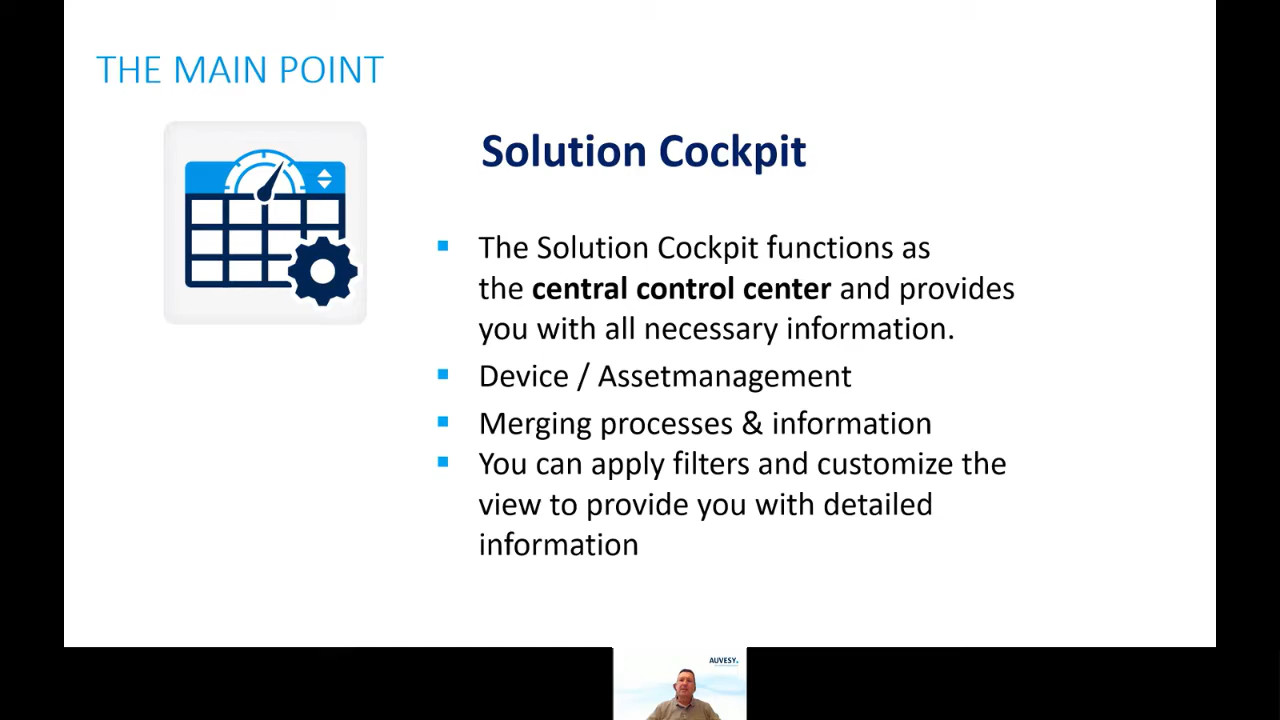 THE MAIN POINT
Solution Cockpit
The Solution Cockpit functions as
the central control center and provides
you with all necessary information.
Device / Assetmanagement
Merging processes & information
You can apply filters and customize the
view to provide you with detailed
information
AUVESY